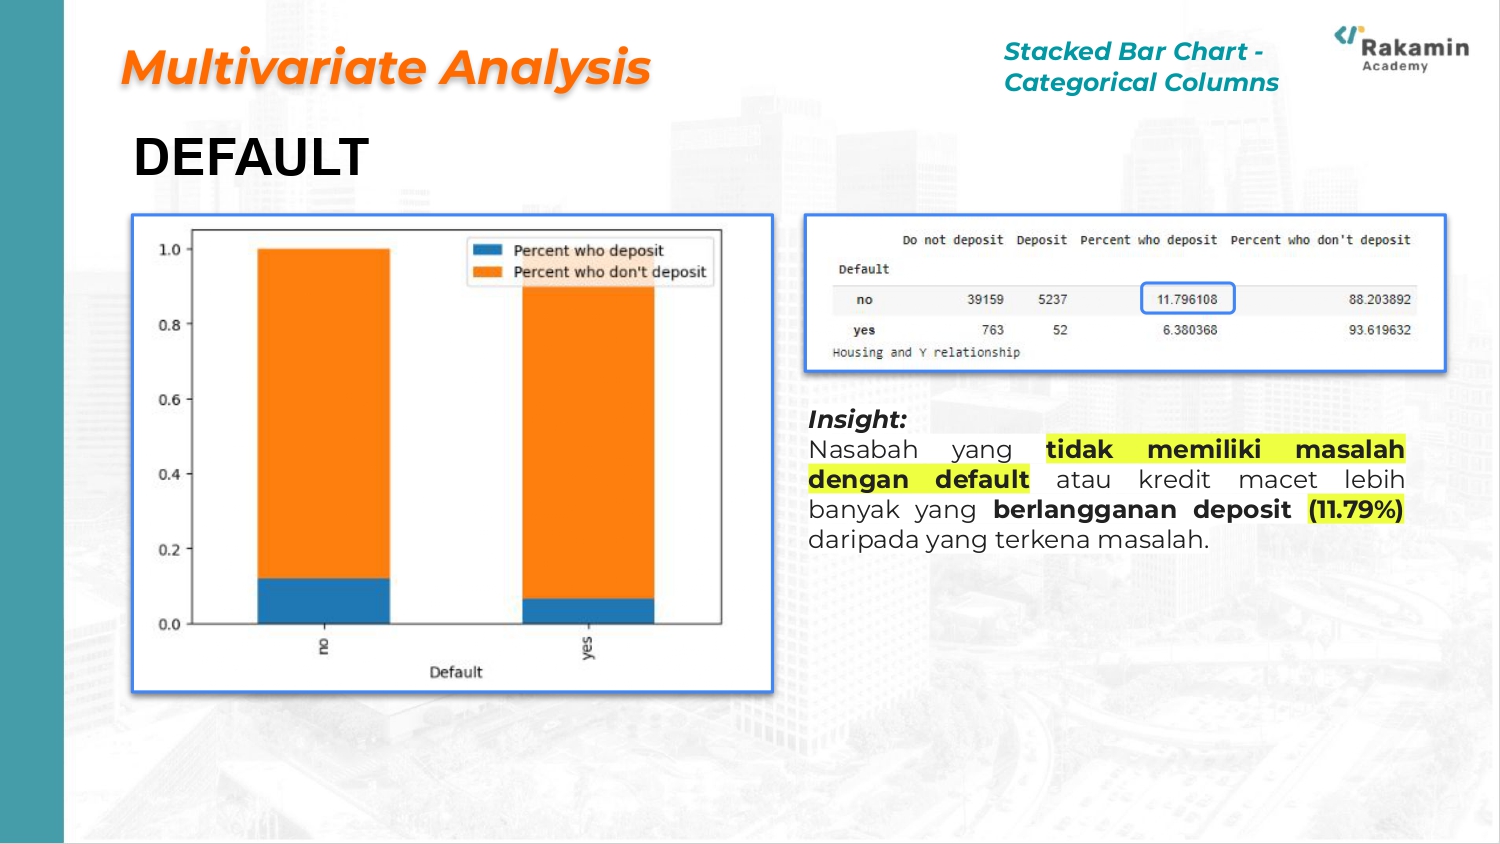 Multivariate Analysis
Stacked Bar Chart -
Categorical Columns
Rakamin
Academy
DEFAULT
1.0
0.8
0.6
0.4
0.2
0.0
Percent who deposit
Percent who don't deposit
no
yes
Default
Do not deposit Deposit Percent who deposit Percent who don't deposit
Default
no 39159 5237 11.796108 88.203892
yes 763 52 6.380368 93.619632
Housing and Y relationship
Insight:
Nasabah yang tidak memiliki masalah
dengan default atau kredit macet lebih
banyak yang berlangganan deposit (11.79%)
daripada yang terkena masalah.